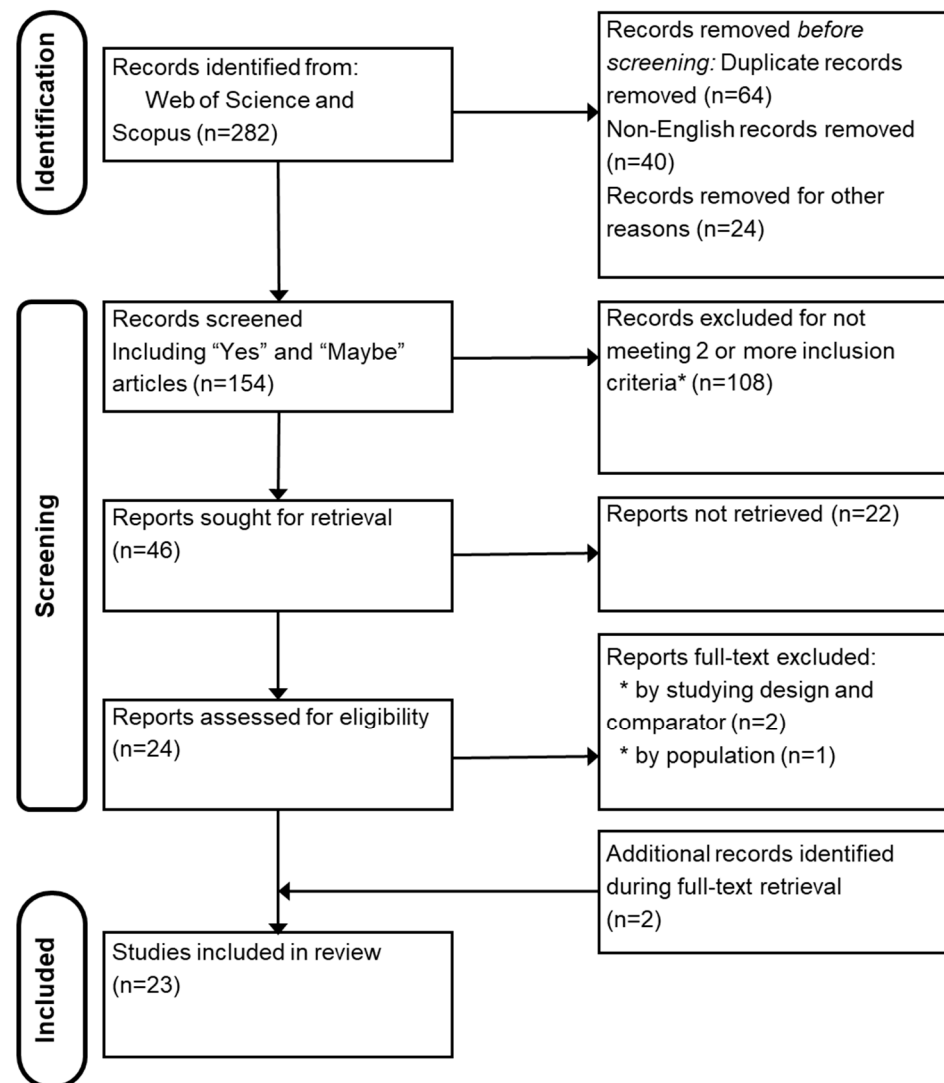 Identification
Records identified from:
Web of Science and
Scopus (n=282)
Records removed before
screening: Duplicate records
removed (n=64)
Non-English records removed
(n=40)
Records removed for other
reasons (n=24)
Screening
Records screened
Including “Yes” and “Maybe”
articles (n=154)
Records excluded for not
meeting 2 or more inclusion
criteria* (n=108)
Reports sought for retrieval
(n=46)
Reports not retrieved (n=22)
Reports assessed for eligibility
(n=24)
Reports full-text excluded:
* by studying design and
comparator (n=2)
* by population (n=1)
Additional records identified
during full-text retrieval
(n=2)
Included
Studies included in review
(n=23)